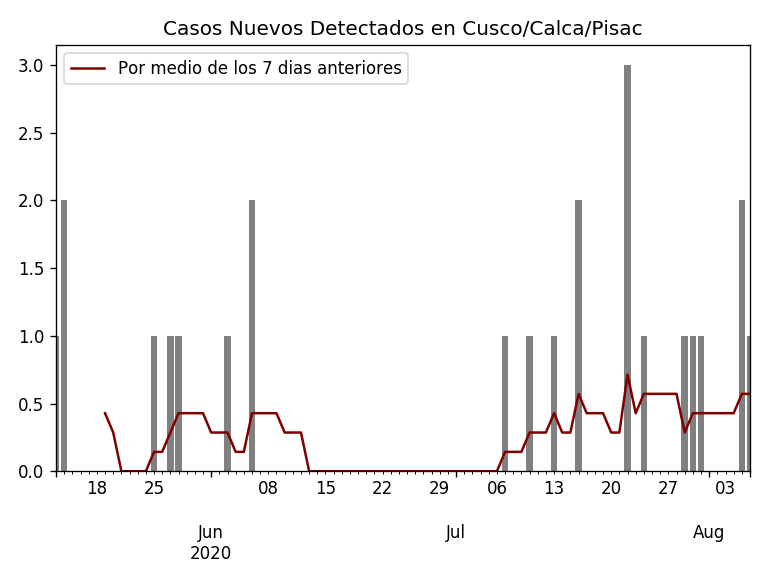 Casos Nuevos Detectados en Cusco/Calca/Pisac
Por medio de los 7 dias anteriores
3.0
2.5
2.0
1.5
1.0
0.5
0.0
18 25 08 15 22 29 06 13 20 27 03
Jun Jul Aug
2020